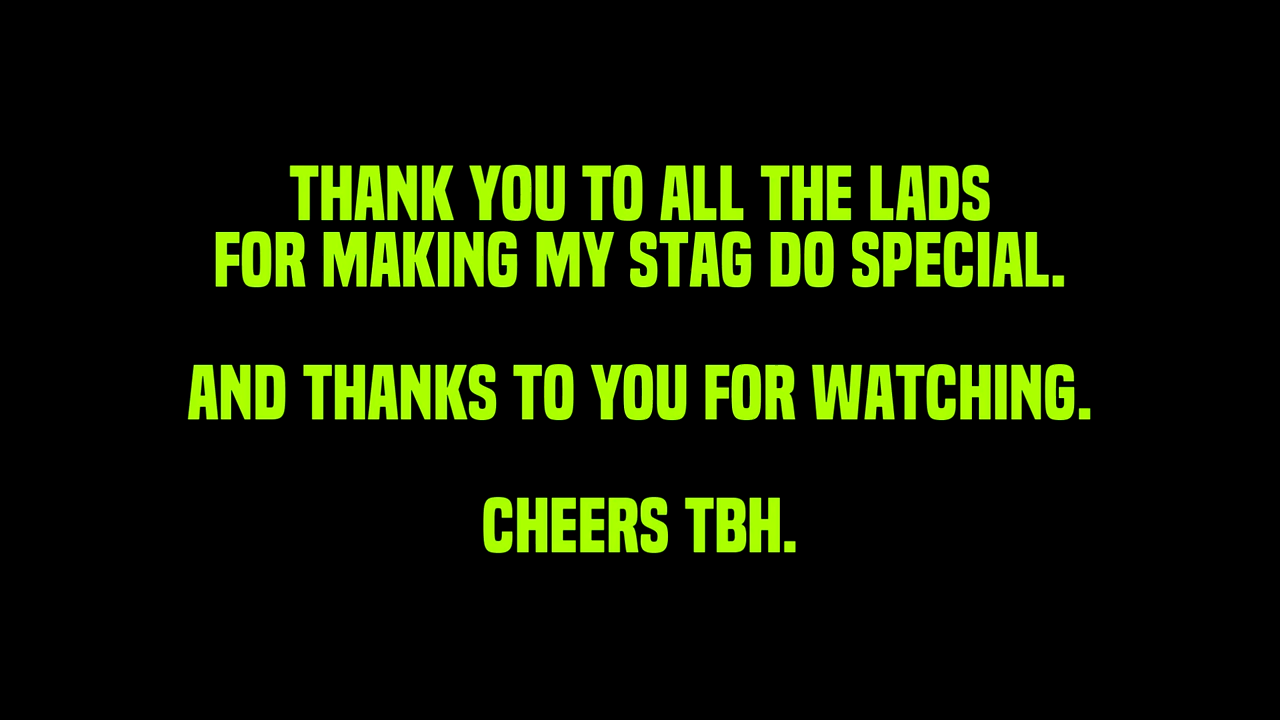 THANK YOU TO ALL THE LADS
FOR MAKING MY STAG DO SPECIAL.
AND THANKS TO YOU FOR WATCHING.
CHEERS TBH.